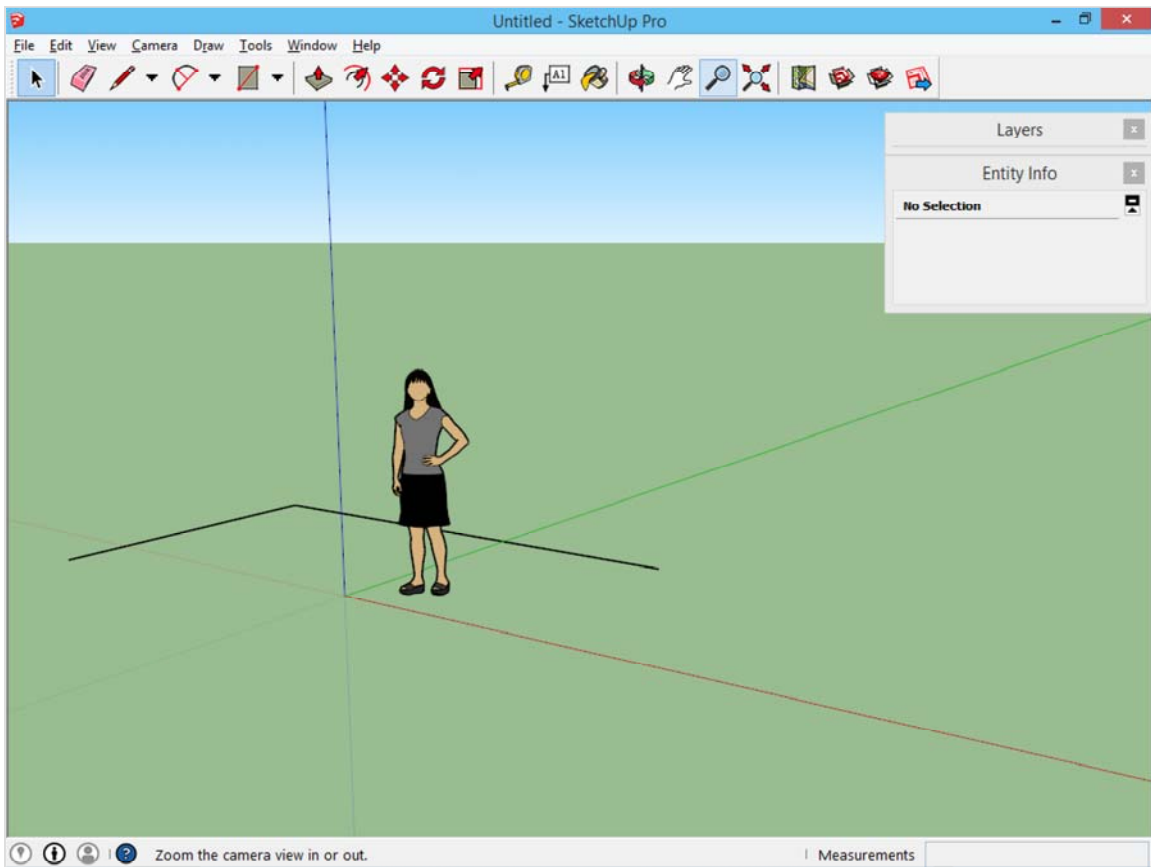 Untitled - SketchUp Pro
File Edit View Camera Draw Tools Window Help
A1
Layers
Entity Info
No Selection
Zoom the camera view in or out.
Measurements